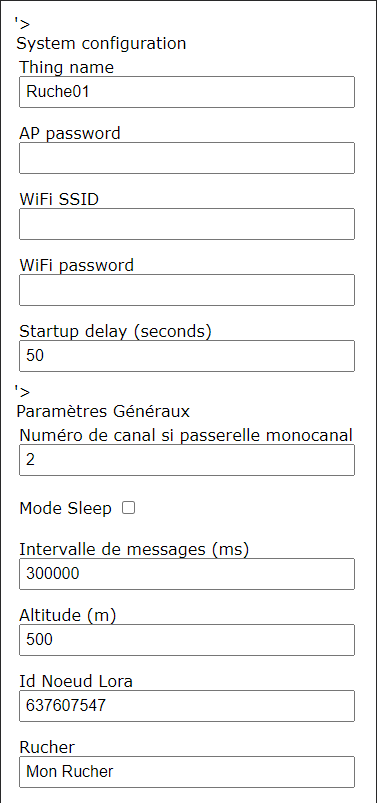 '>
System configuration
Thing name
Ruche01
AP password
WiFi SSID
WiFi password
Startup delay (seconds)
50
'>
Paramètres Généraux
Numéro de canal si passerelle monocanal
2
Mode Sleep
Intervalle de messages (ms)
300000
Altitude (m)
500
Id Noeud Lora
637607547
Rucher
Mon Rucher